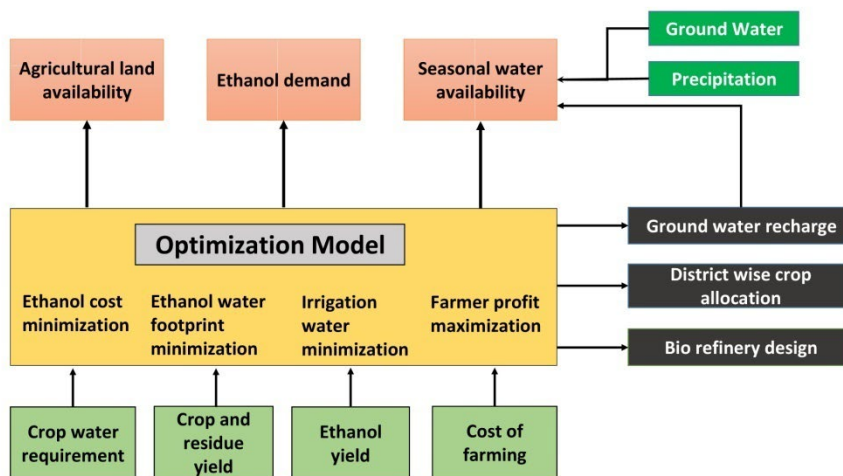 Ground Water
Agricultural land
availability
Ethanol demand
Seasonal water
availability
Precipitation
Optimization Model
Ground water recharge
Ethanol cost
minimization
Ethanol water
footprint
minimization
Irrigation
water
minimization
Farmer profit
maximization
District wise crop
allocation
Bio refinery design
Crop water
requirement
Crop and
residue
yield
Ethanol
yield
Cost of
farming